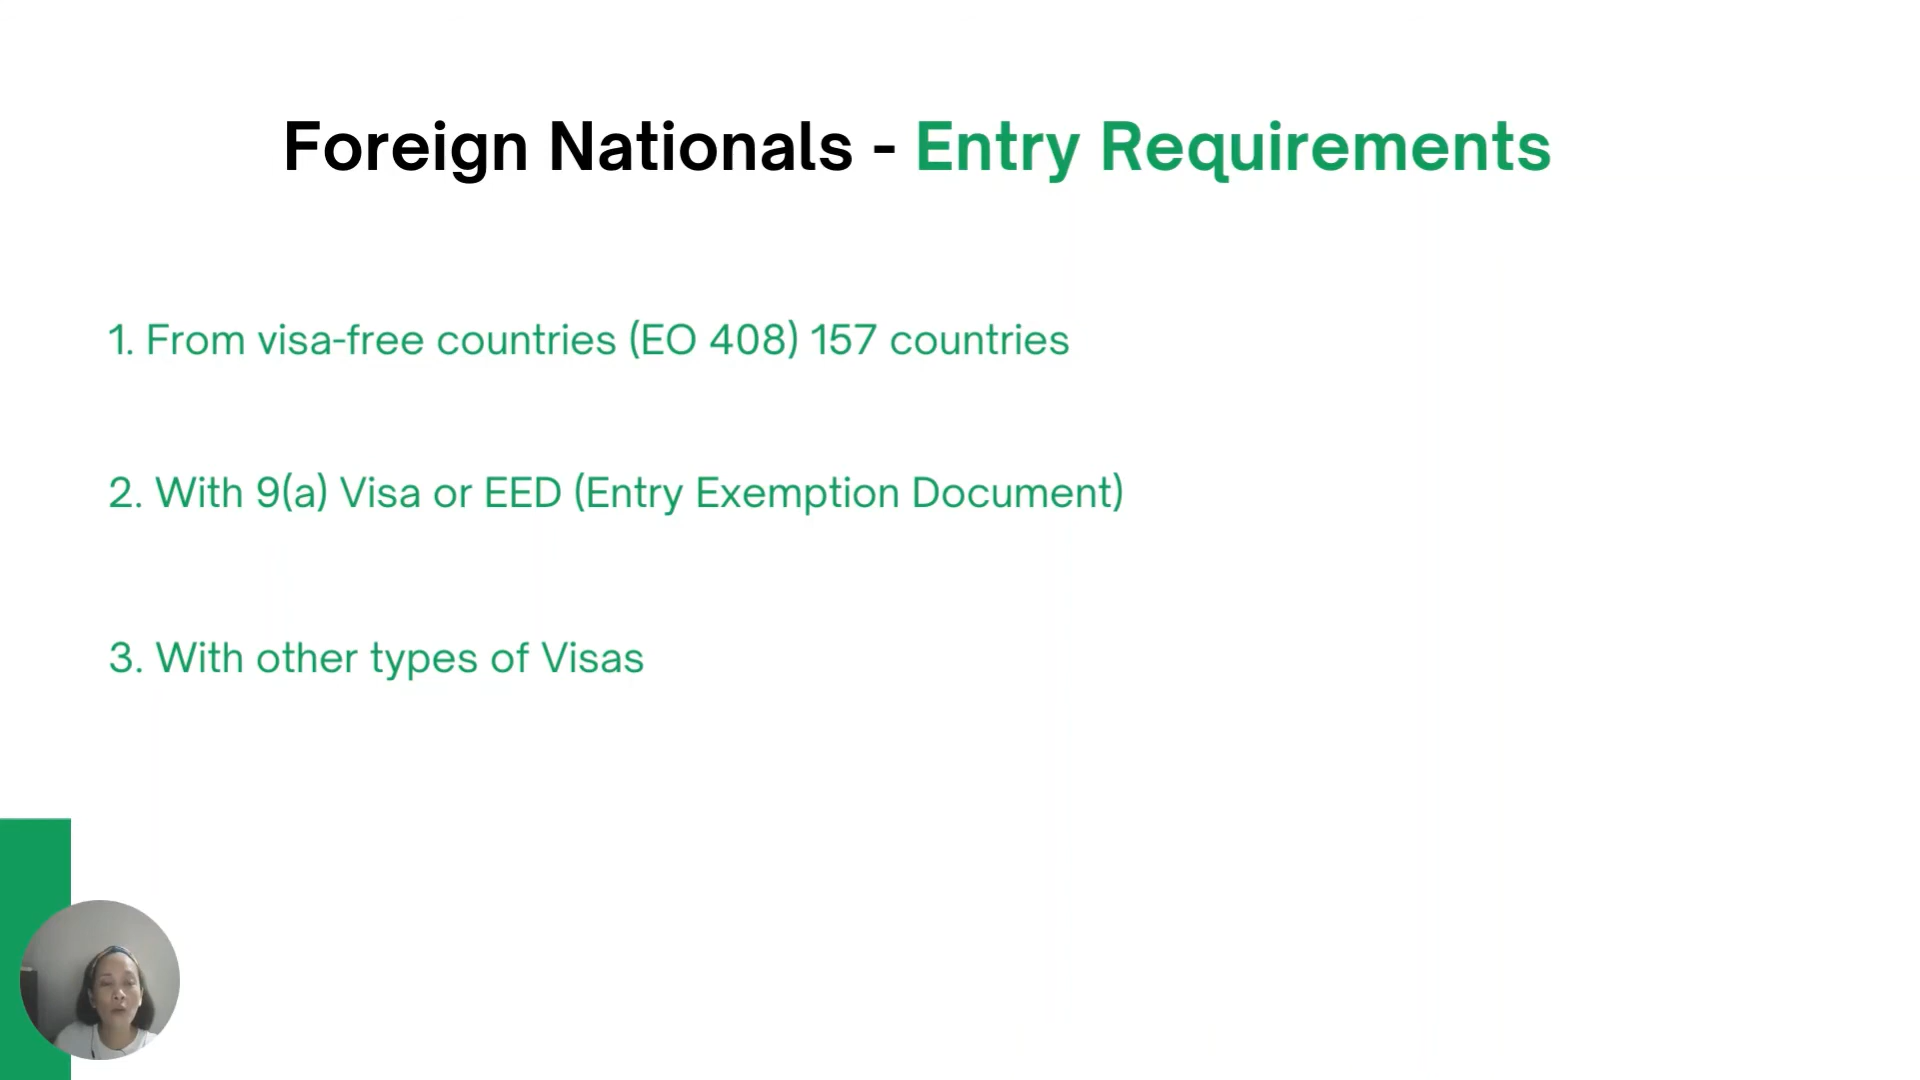 Foreign Nationals - Entry Requirements
1. From visa-free countries (EO 408) 157 countries
2. With 9(a) Visa or EED (Entry Exemption Document)
3. With other types of Visas